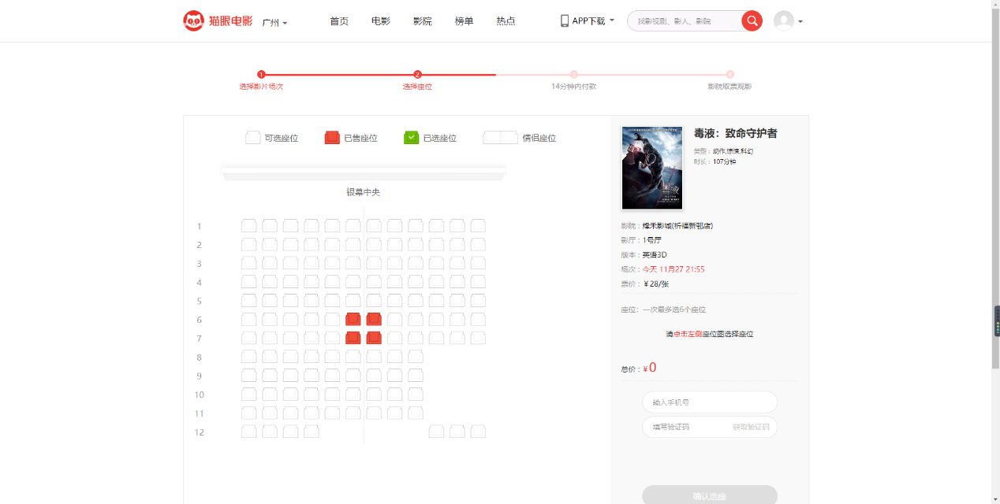 猫眼电影 广州 首页 电影 影院 榜单 热点 APP下载 找影视剧、影人、影院
1 2 3 4
选择影片场次 选择座位 14分钟内付款 影院取票观影
可选座位 已售座位 已选座位 情侣座位
银幕中央
1
2
3
4
5
6
7
8
9
10
11
12
毒液：致命守护者
类型：动作,惊悚,科幻
时长：107分钟
影院：烽禾影城(祈福新邨店)
影厅：1号厅
版本：英语3D
场次：今天 11月27 21:55
票价：￥28/张
座位：一次最多选6个座位
请点击左侧座位图选择座位
总价：￥0
输入手机号
填写验证码 获取验证码
确认选座